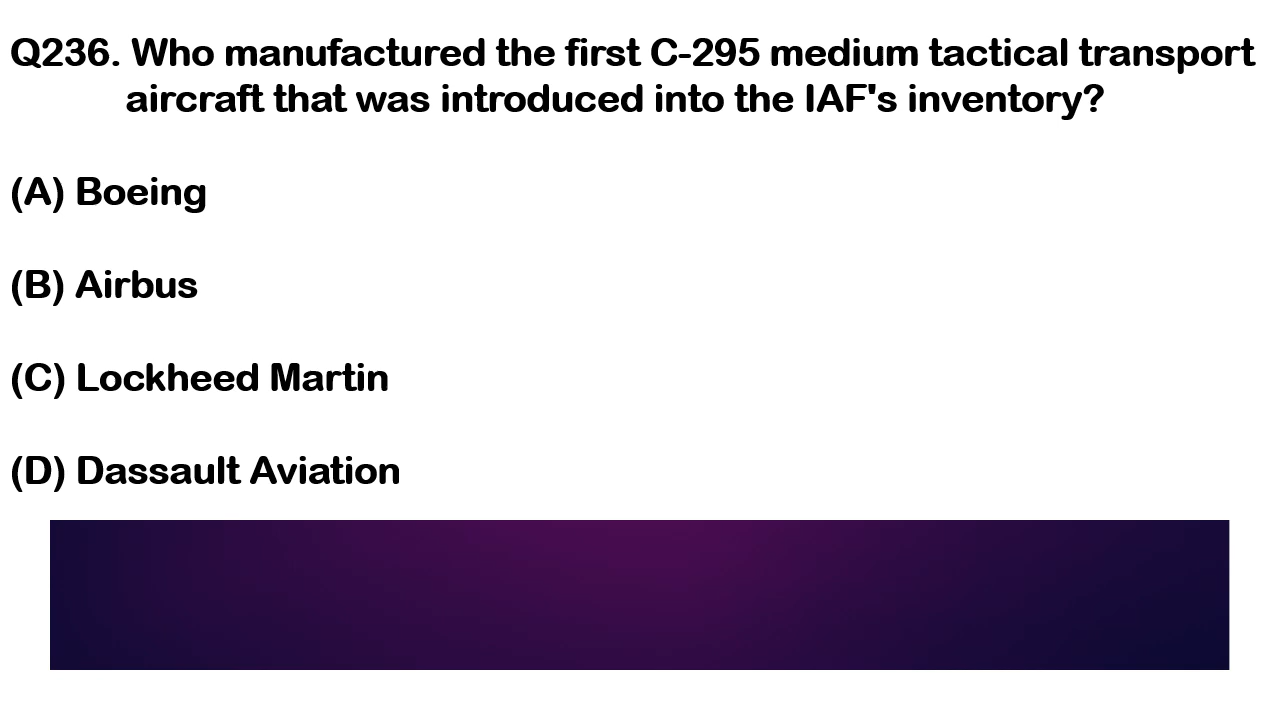 Q236. Who manufactured the first C-295 medium tactical transport
aircraft that was introduced into the IAF's inventory?
(A) Boeing
(B) Airbus
(C) Lockheed Martin
(D) Dassault Aviation